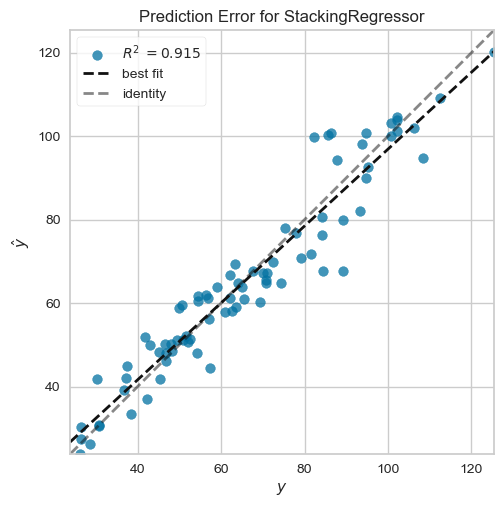 Prediction Error for StackingRegressor
R² = 0.915
best fit
identity
120
100
80
60
40
ŷ
40 60 80 100 120
y